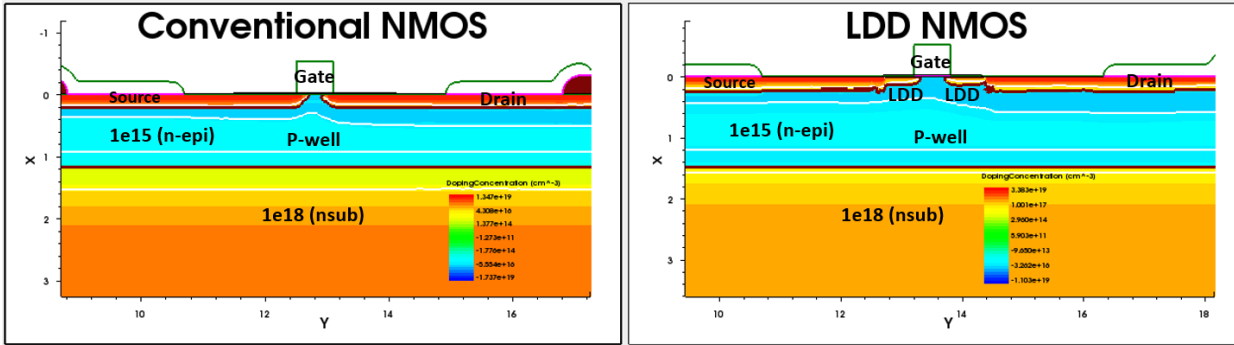 Conventional NMOS
Gate
Source
Drain
1e15 (n-epi)
P-well
1e18 (nsub)
DopingConcentration (cm^-3)
1.347e+19
4.308e+16
1.377e+14
-1.273e+11
-1.776e+14
-5.554e+16
-1.737e+19
-1
0
1
2
3
X
10
12
14
16
Y
LDD NMOS
Gate
Source
Drain
LDD
LDD
1e15 (n-epi)
P-well
1e18 (nsub)
DopingConcentration (cm^-3)
3.383e+19
1.001e+17
2.960e+14
5.903e+11
-9.650e+13
-3.262e+16
-1.103e+19
0
1
2
3
X
10
12
14
16
18
Y